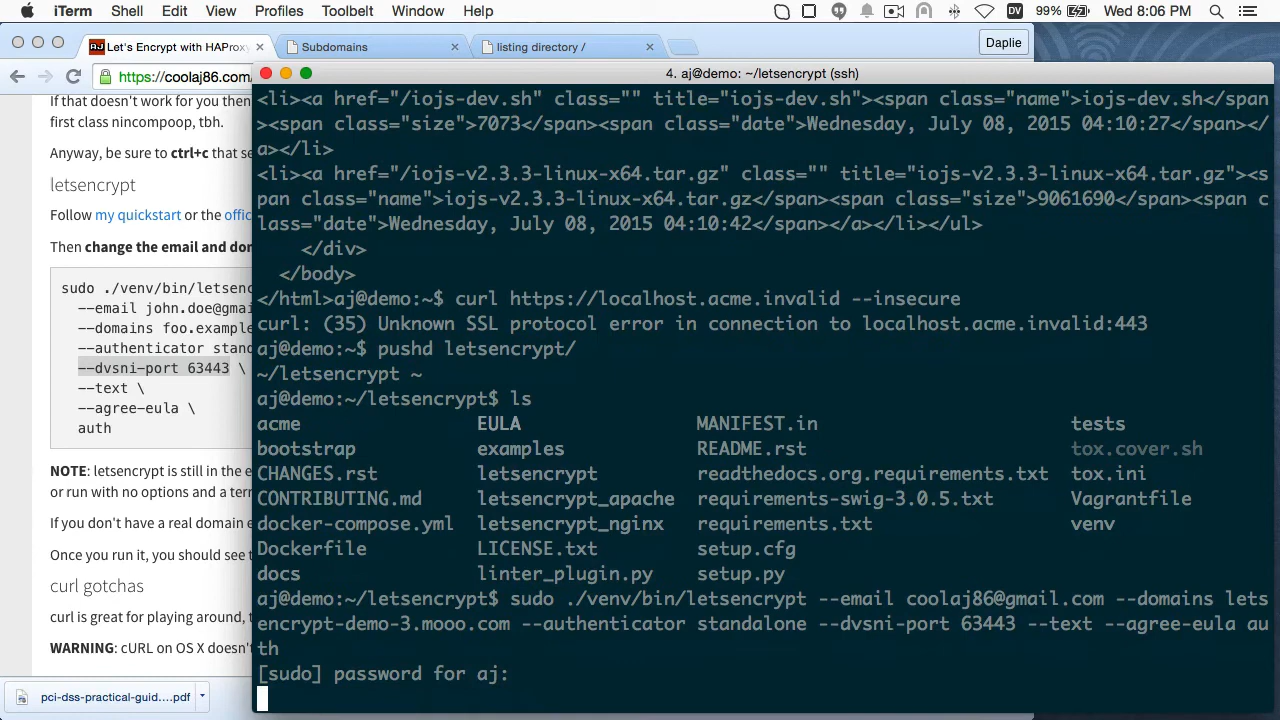 iTerm Shell Edit View Profiles Toolbelt Window Help DV 99% Wed 8:06 PM
AJ Let's Encrypt with HAProxy × Subdomains × listing directory / × Daplie
https://coolaj86.com/
4. aj@demo: ~/letsencrypt (ssh)
If that doesn't work for you then
first class nincompoop, tbh.
Anyway, be sure to ctrl+c that se
letsencrypt
Follow my quickstart or the offic
Then change the email and don
sudo ./venv/bin/letsenc
--email john.doe@gmai
--domains foo.example
--authenticator stand
--dvsni-port 63443 \
--text \
--agree-eula \
auth
NOTE: letsencrypt is still in the e
or run with no options and a term
If you don't have a real domain e
Once you run it, you should see t
curl gotchas
curl is great for playing around, t
WARNING: cURL on OS X doesn'
pci-dss-practical-guid....pdf
<li><a href="/iojs-dev.sh" class="" title="iojs-dev.sh"><span class="name">iojs-dev.sh</span
><span class="size">7073</span><span class="date">Wednesday, July 08, 2015 04:10:27</span></
a></li>
<li><a href="/iojs-v2.3.3-linux-x64.tar.gz" class="" title="iojs-v2.3.3-linux-x64.tar.gz"><s
pan class="name">iojs-v2.3.3-linux-x64.tar.gz</span><span class="size">9061690</span><span c
lass="date">Wednesday, July 08, 2015 04:10:42</span></a></li></ul>
</div>
</body>
</html>aj@demo:~$ curl https://localhost.acme.invalid --insecure
curl: (35) Unknown SSL protocol error in connection to localhost.acme.invalid:443
aj@demo:~$ pushd letsencrypt/
~/letsencrypt ~
aj@demo:~/letsencrypt$ ls
acme EULA MANIFEST.in tests
bootstrap examples README.rst tox.cover.sh
CHANGES.rst letsencrypt readthedocs.org.requirements.txt tox.ini
CONTRIBUTING.md letsencrypt_apache requirements-swig-3.0.5.txt Vagrantfile
docker-compose.yml letsencrypt_nginx requirements.txt venv
Dockerfile LICENSE.txt setup.cfg
docs linter_plugin.py setup.py
aj@demo:~/letsencrypt$ sudo ./venv/bin/letsencrypt --email coolaj86@gmail.com --domains lets
encrypt-demo-3.mooo.com --authenticator standalone --dvsni-port 63443 --text --agree-eula au
th
[sudo] password for aj: